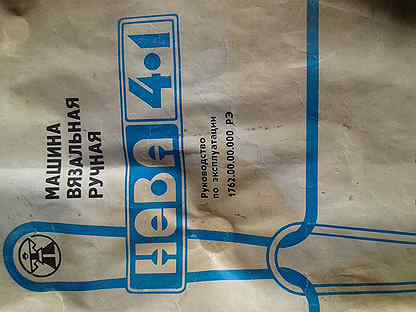 МАШИНА
ВЯЗАЛЬНАЯ
РУЧНАЯ
НЕВА 4·1
Руководство
по эксплуатации
1762.00.00.000 РЭ